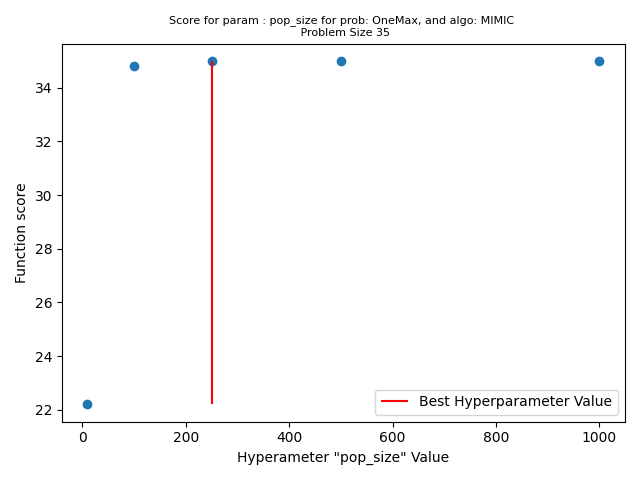 Score for param : pop_size for prob: OneMax, and algo: MIMIC
Problem Size 35
34
32
30
28
26
24
22
Function score
0
200
400
600
800
1000
Hyperameter "pop_size" Value
Best Hyperparameter Value